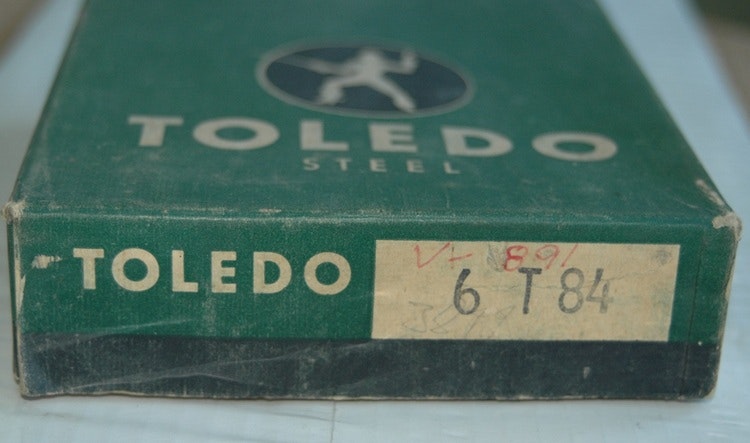 TOLEDO
STEEL
TOLEDO
V- 891
6 T 84